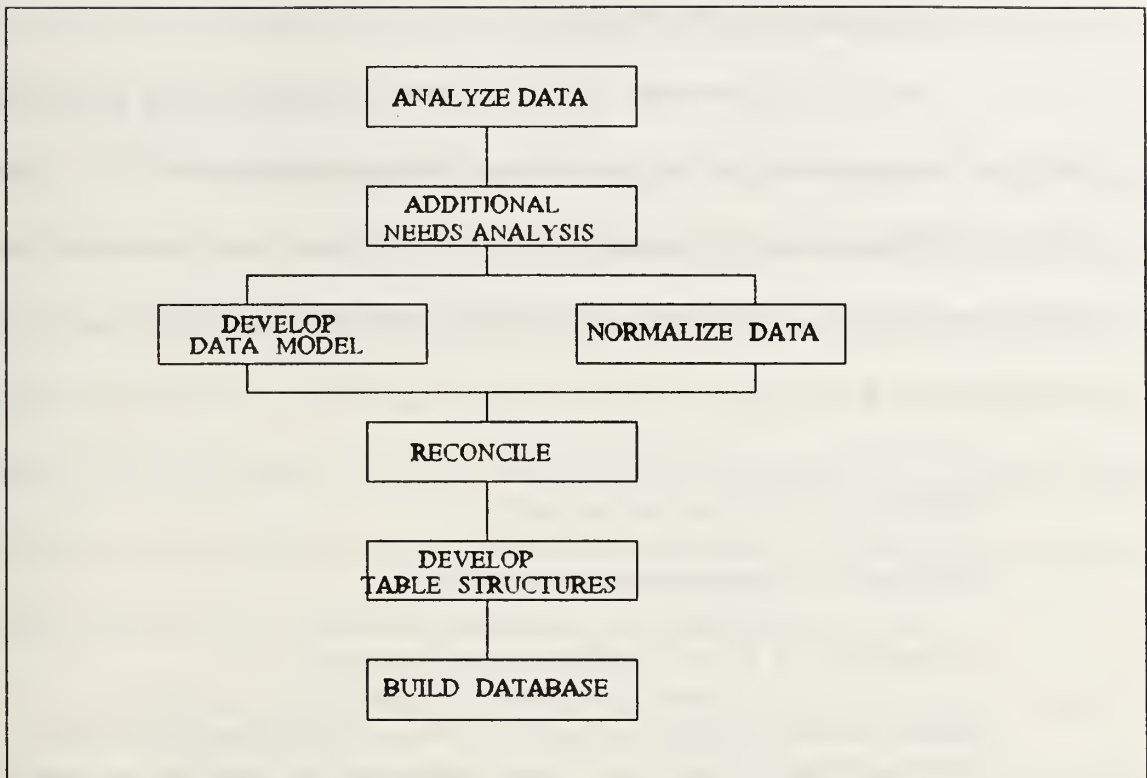 ANALYZE DATA
ADDITIONAL
NEEDS ANALYSIS
DEVELOP
DATA MODEL
NORMALIZE DATA
RECONCILE
DEVELOP
TABLE STRUCTURES
BUILD DATABASE